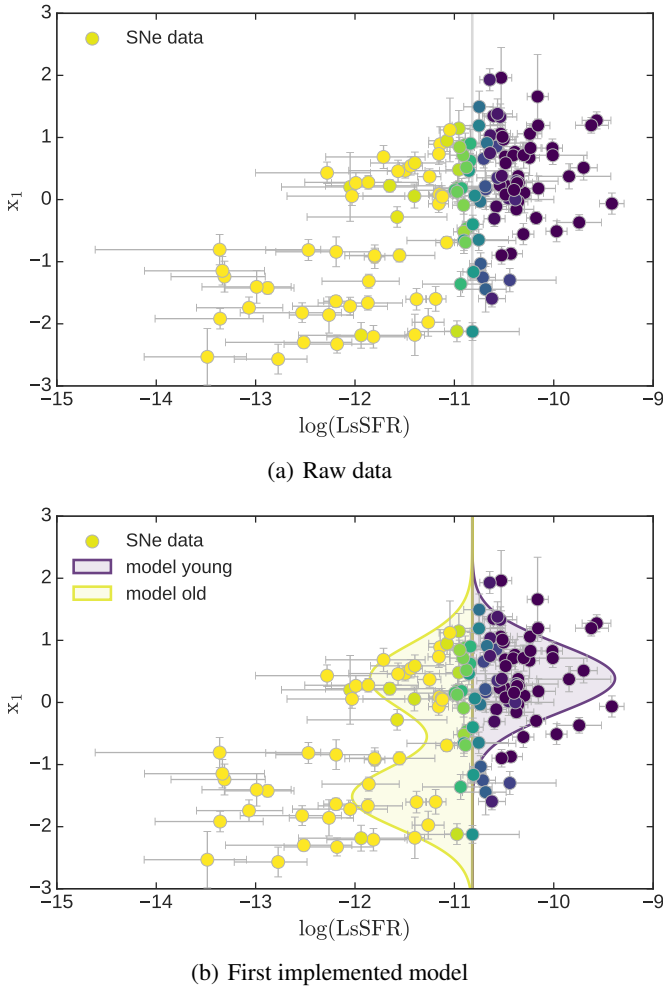 3
SNe data
2
1
0
−1
−2
−3
x₁
−15 −14 −13 −12 −11 −10 −9
log(LsSFR)
(a) Raw data
3
SNe data
model young
2
model old
1
0
−1
−2
−3
x₁
−15 −14 −13 −12 −11 −10 −9
log(LsSFR)
(b) First implemented model